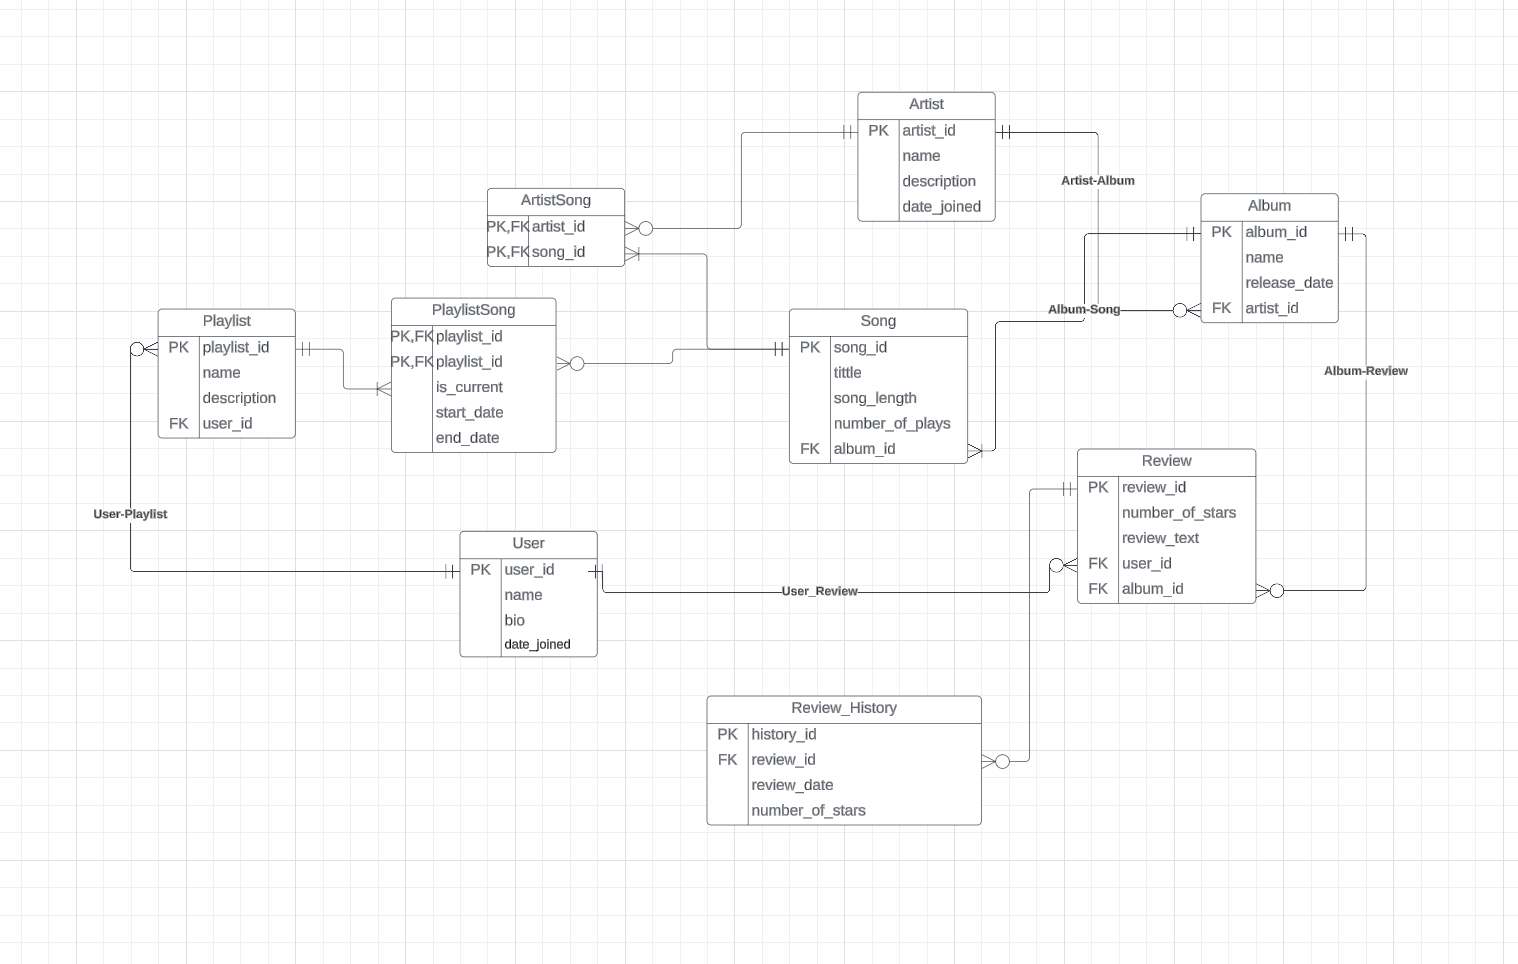 Artist
PK artist_id
name
description
date_joined
Artist-Album
ArtistSong
PK,FK artist_id
PK,FK song_id
Album
PK album_id
name
release_date
FK artist_id
Album-Song
Playlist
PK playlist_id
name
description
FK user_id
PlaylistSong
PK,FK playlist_id
PK,FK playlist_id
is_current
start_date
end_date
Song
PK song_id
tittle
song_length
number_of_plays
FK album_id
Album-Review
Review
PK review_id
number_of_stars
review_text
FK user_id
FK album_id
User-Playlist
User
PK user_id
name
bio
date_joined
User_Review
Review_History
PK history_id
FK review_id
review_date
number_of_stars